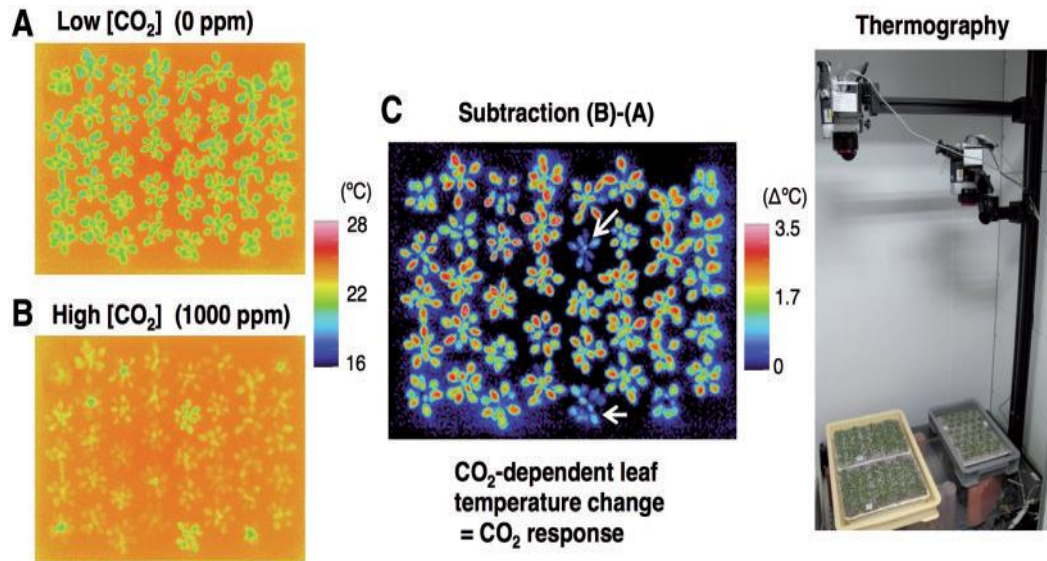 A
Low [CO₂] (0 ppm)
B
High [CO₂] (1000 ppm)
(ºC)
28
22
16
C
Subtraction (B)-(A)
(Δ°C)
3.5
1.7
0
CO₂-dependent leaf
temperature change
= CO₂ response
Thermography